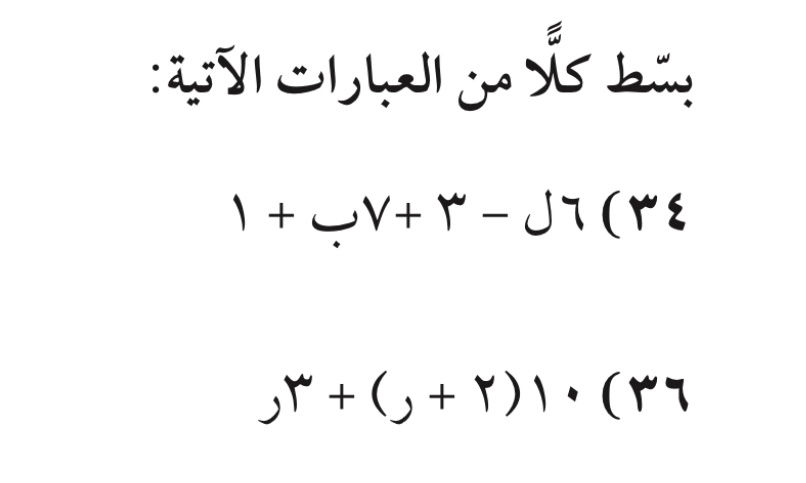 بسّط كلًّا من العبارات الآتية:
٣٤) ٦ل − ٣ +٧ب + ١
٣٦) ١٠(٢ + ر) + ٣ر